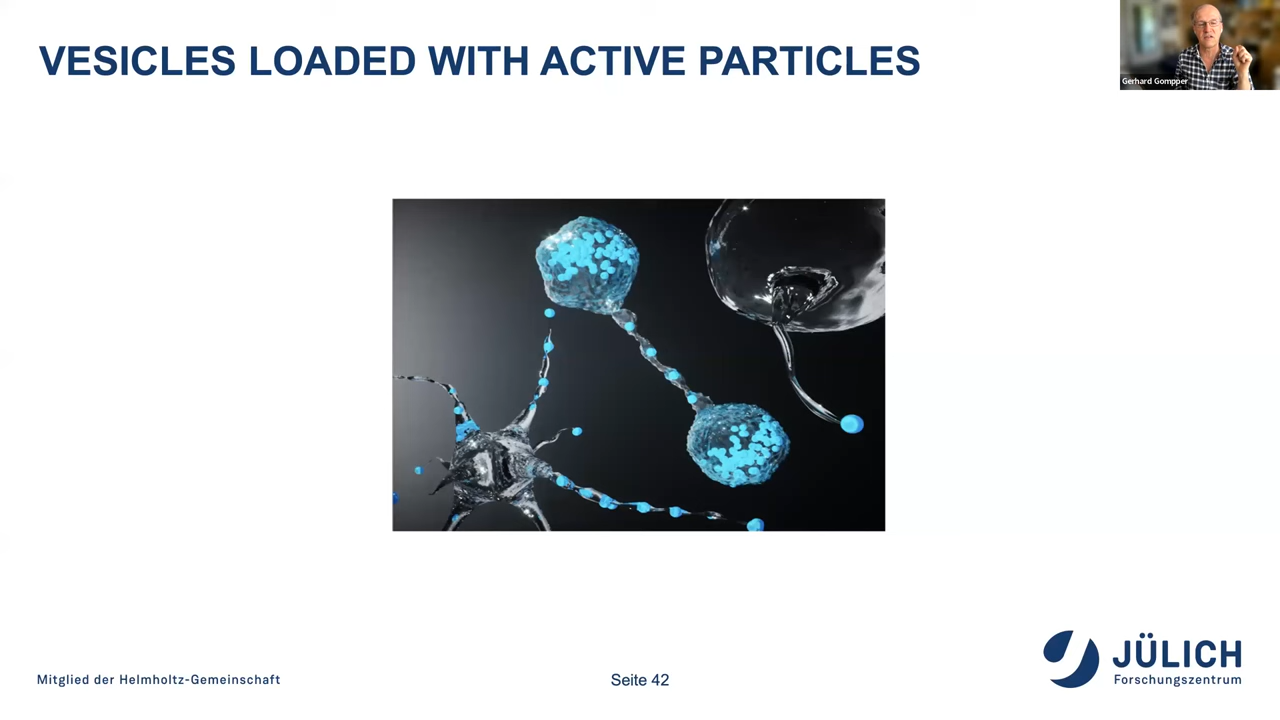 VESICLES LOADED WITH ACTIVE PARTICLES
Gerhard Gompper
Mitglied der Helmholtz-Gemeinschaft
Seite 42
JÜLICH
Forschungszentrum